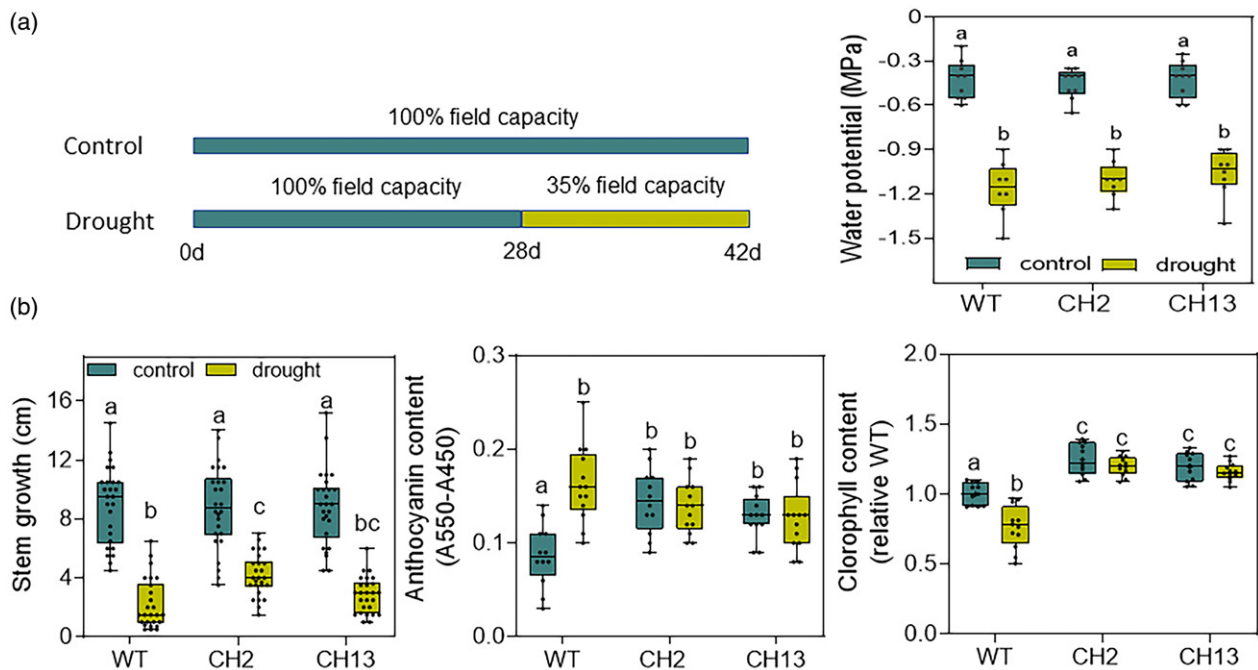 (a)
100% field capacity
Control
100% field capacity
35% field capacity
Drought
0d
28d
42d
Water potential (MPa)
0
-0.3
-0.6
-0.9
-1.2
-1.5
a
a
a
b
b
b
control
drought
WT
CH2
CH13
(b)
Stem growth (cm)
16
12
8
4
0
control
drought
a
b
a
c
a
bc
WT
CH2
CH13
Anthocyanin content
(A550-A450)
0.3
0.2
0.1
0.0
a
b
b
b
b
b
WT
CH2
CH13
Clorophyll content
(relative WT)
2.0
1.5
1.0
0.5
0.0
a
b
c
c
c
c
WT
CH2
CH13